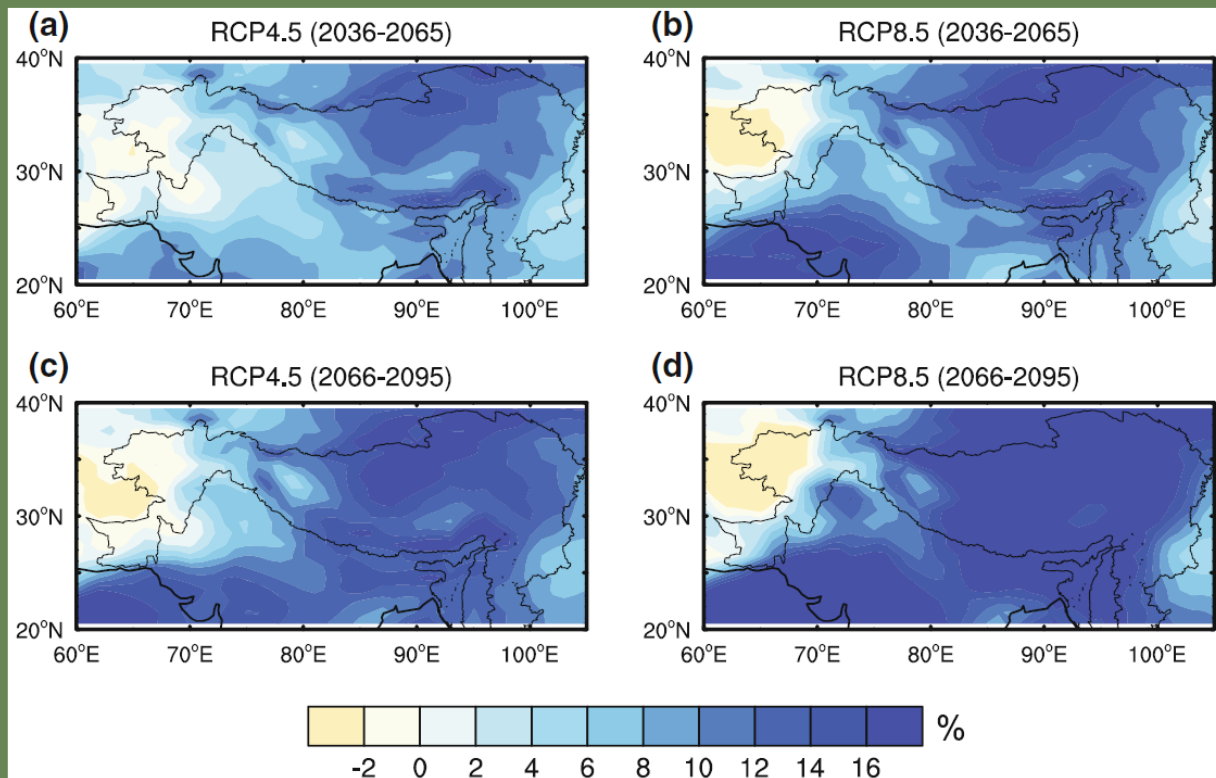 (a) RCP4.5 (2036-2065)
(b) RCP8.5 (2036-2065)
40°N
30°N
20°N
60°E 70°E 80°E 90°E 100°E
40°N
30°N
20°N
60°E 70°E 80°E 90°E 100°E
(c) RCP4.5 (2066-2095)
(d) RCP8.5 (2066-2095)
40°N
30°N
20°N
60°E 70°E 80°E 90°E 100°E
40°N
30°N
20°N
60°E 70°E 80°E 90°E 100°E
%
-2 0 2 4 6 8 10 12 14 16